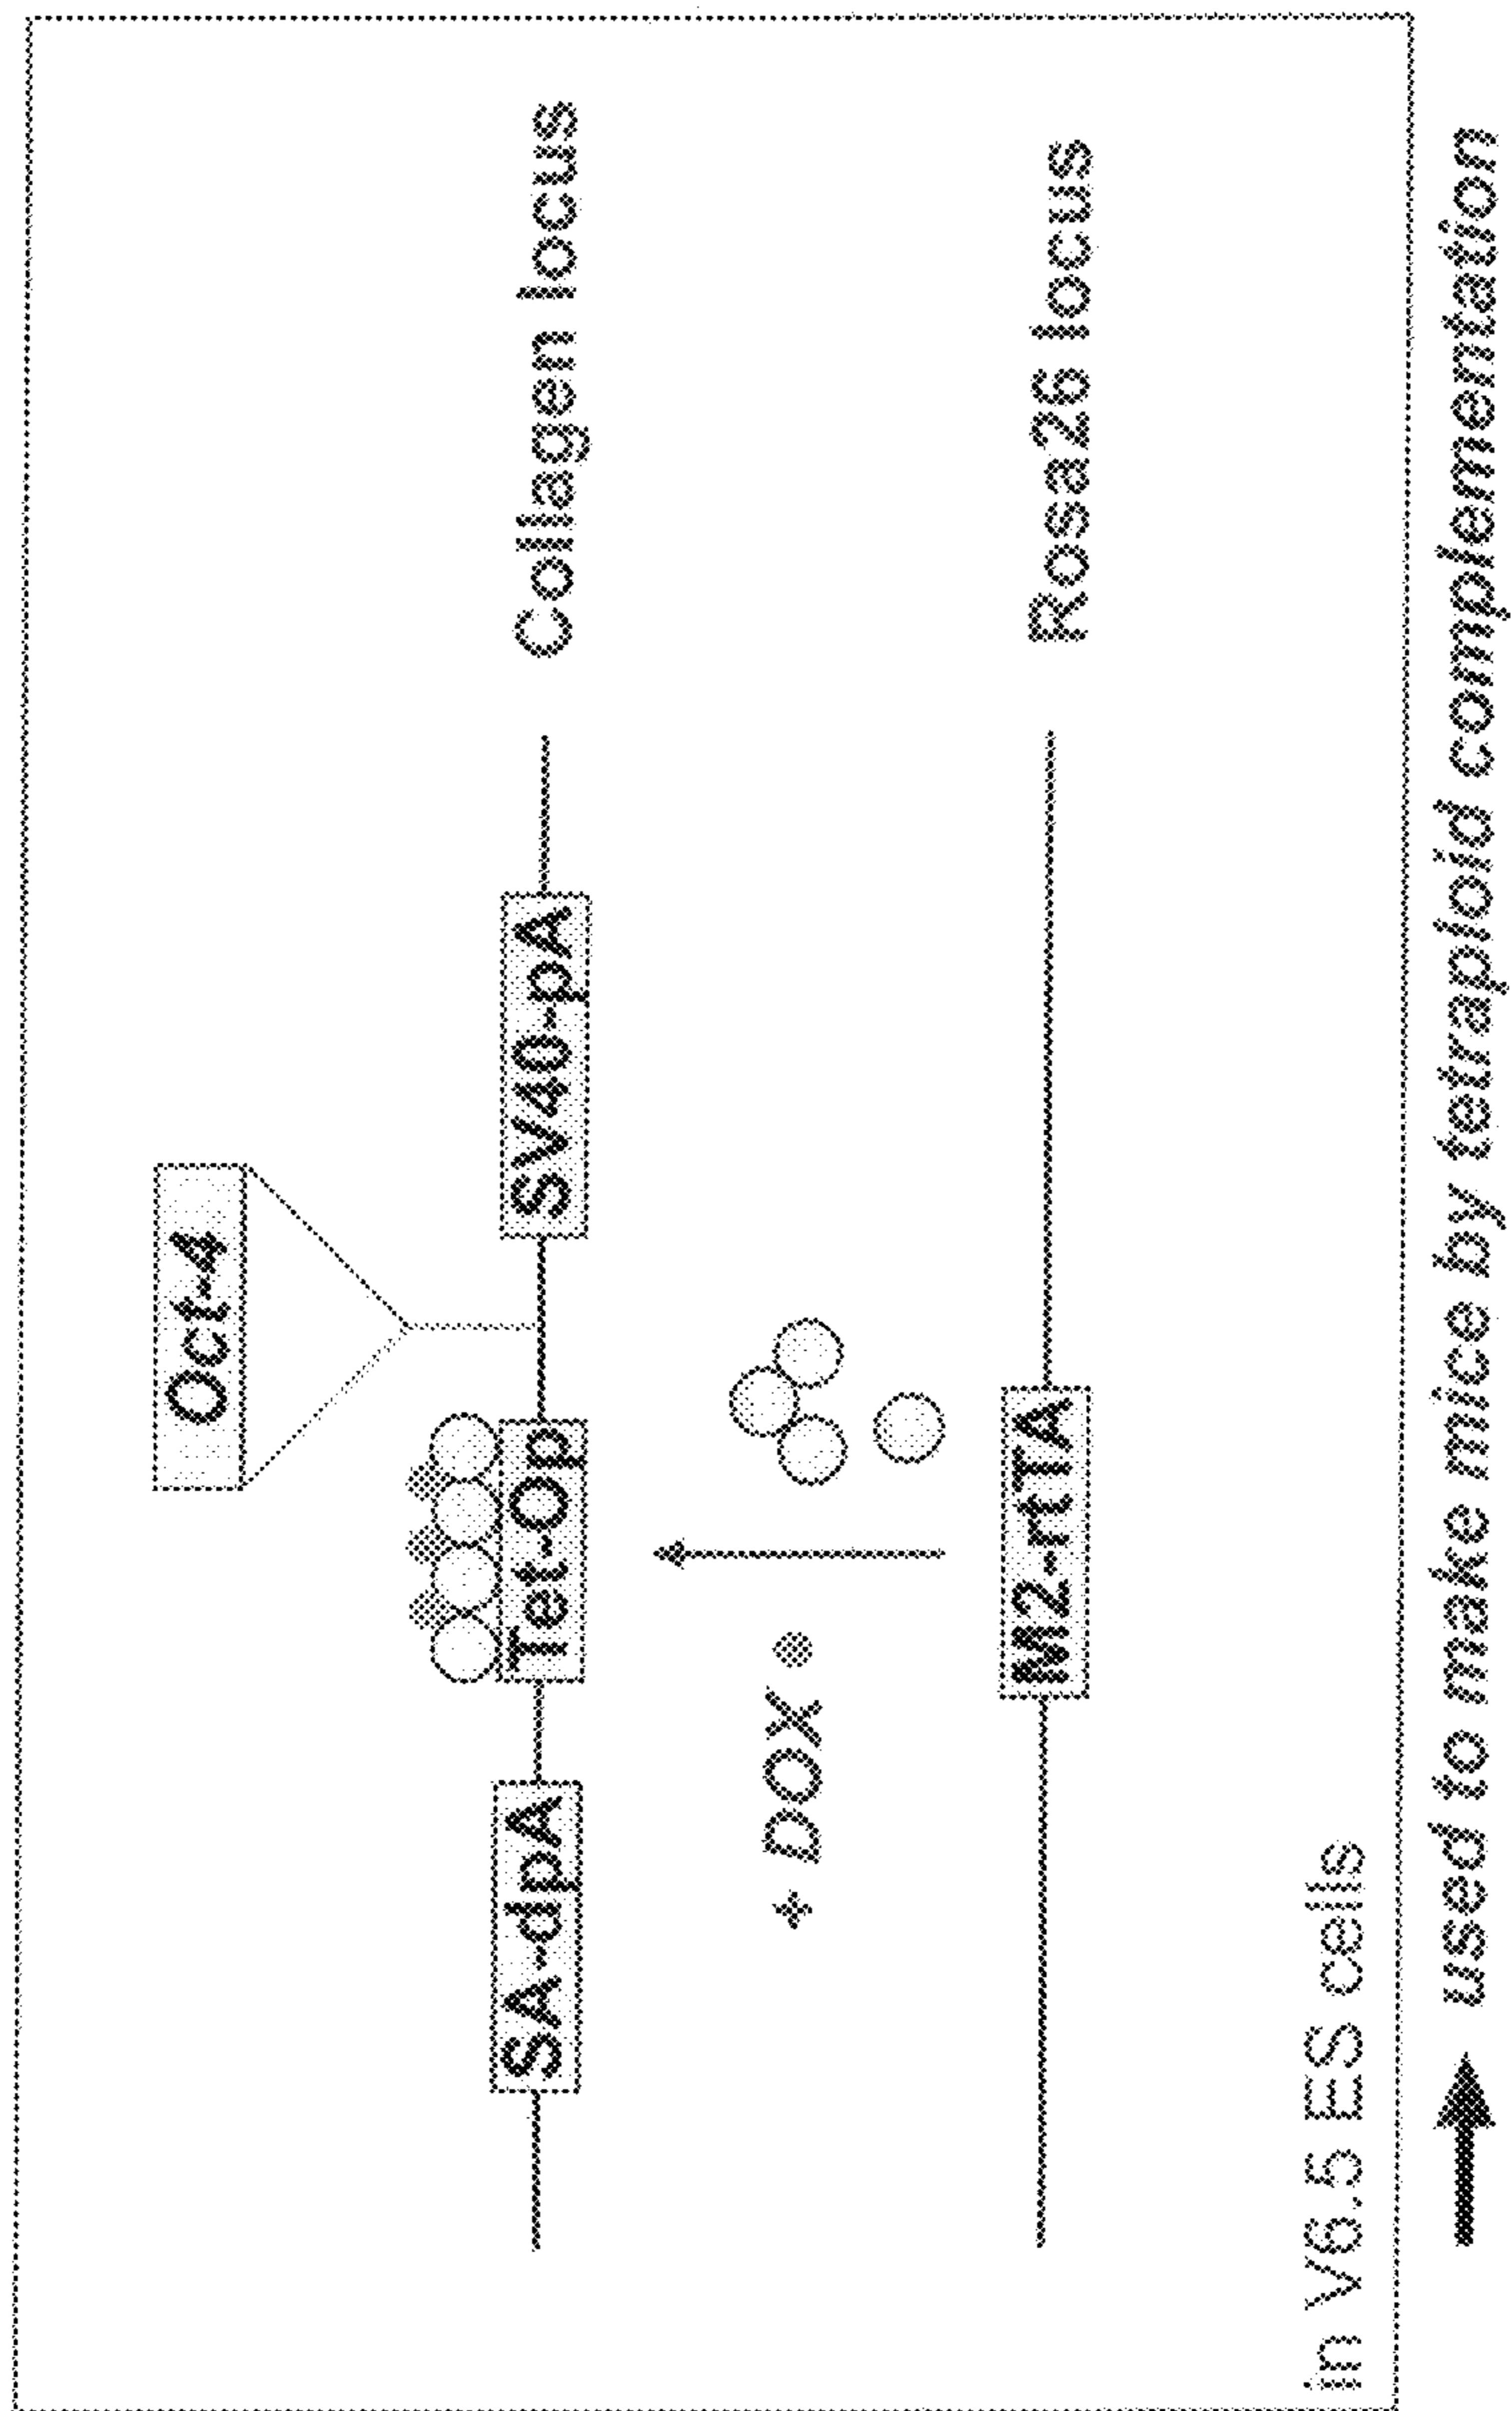 Oct-4
SA-dpA Tet-Op SV40-pA Collagen locus
+ DOX
M2-rtTA Rosa26 locus
in V6.5 ES cells
used to make mice by tetraploid complementation